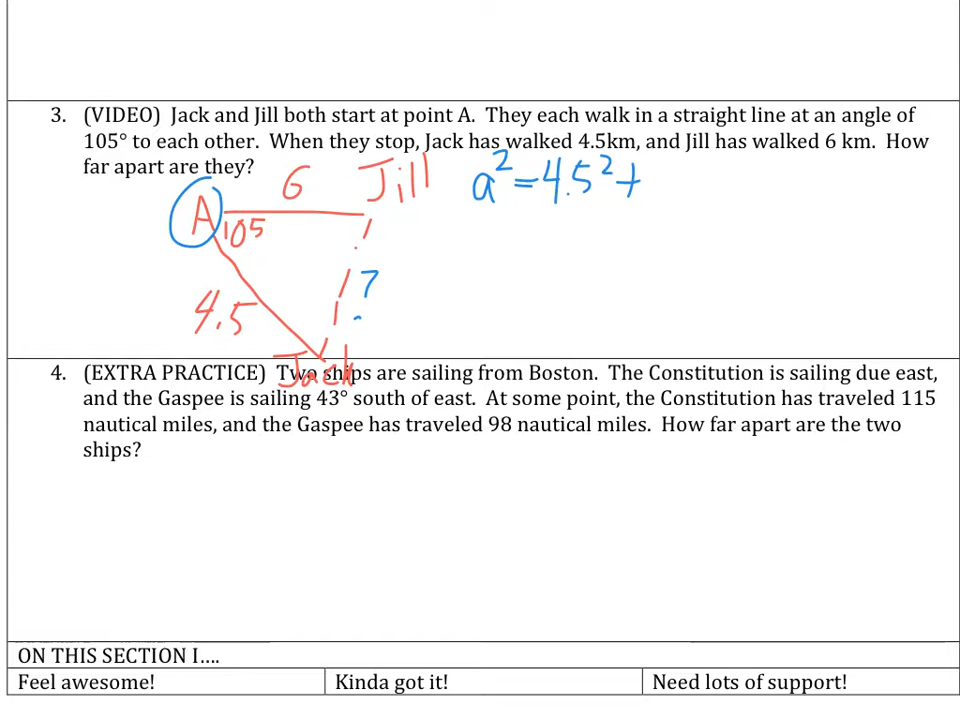 3. (VIDEO) Jack and Jill both start at point A. They each walk in a straight line at an angle of
105° to each other. When they stop, Jack has walked 4.5km, and Jill has walked 6 km. How
far apart are they?
6 Jill a²=4.5²+
A
105
?
4.5
Jack
4. (EXTRA PRACTICE) Two ships are sailing from Boston. The Constitution is sailing due east,
and the Gaspee is sailing 43° south of east. At some point, the Constitution has traveled 115
nautical miles, and the Gaspee has traveled 98 nautical miles. How far apart are the two
ships?
ON THIS SECTION I….
Feel awesome! Kinda got it! Need lots of support!